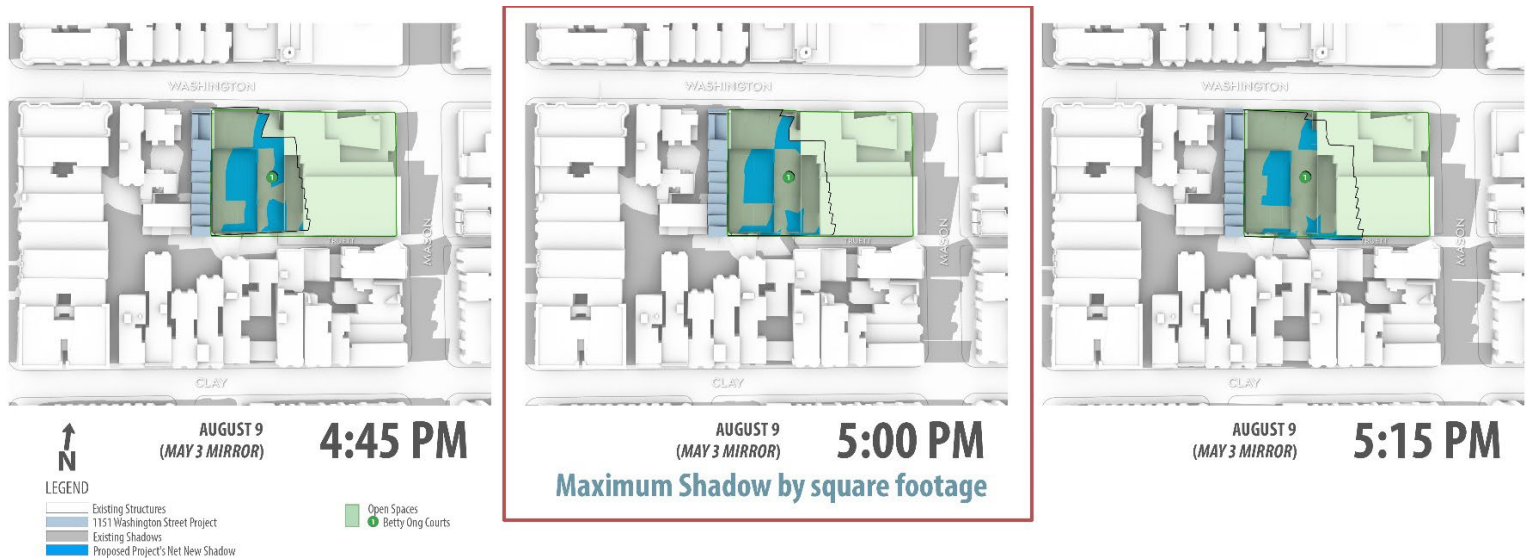 WASHINGTON
1
TRUETT
MASON
CLAY
AUGUST 9
(MAY 3 MIRROR)
4:45 PM
N
LEGEND
Existing Structures
1151 Washington Street Project
Existing Shadows
Proposed Project's Net New Shadow
Open Spaces
1 Betty Ong Courts
WASHINGTON
1
TRUETT
MASON
CLAY
AUGUST 9
(MAY 3 MIRROR)
5:00 PM
Maximum Shadow by square footage
WASHINGTON
1
TRUETT
MASON
CLAY
AUGUST 9
(MAY 3 MIRROR)
5:15 PM